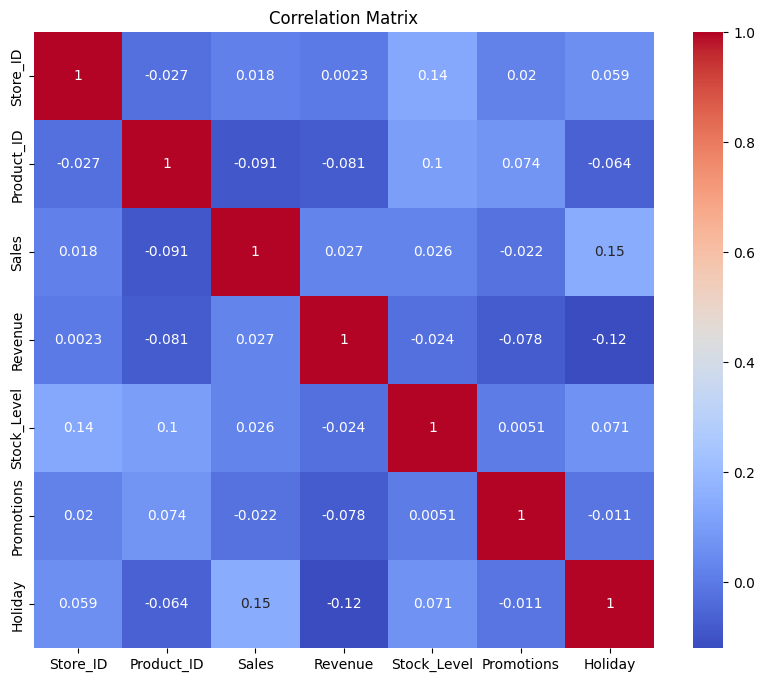 Correlation Matrix
Store_ID 1 -0.027 0.018 0.0023 0.14 0.02 0.059
Product_ID -0.027 1 -0.091 -0.081 0.1 0.074 -0.064
Sales 0.018 -0.091 1 0.027 0.026 -0.022 0.15
Revenue 0.0023 -0.081 0.027 1 -0.024 -0.078 -0.12
Stock_Level 0.14 0.1 0.026 -0.024 1 0.0051 0.071
Promotions 0.02 0.074 -0.022 -0.078 0.0051 1 -0.011
Holiday 0.059 -0.064 0.15 -0.12 0.071 -0.011 1
Store_ID Product_ID Sales Revenue Stock_Level Promotions Holiday
1.0
0.8
0.6
0.4
0.2
0.0